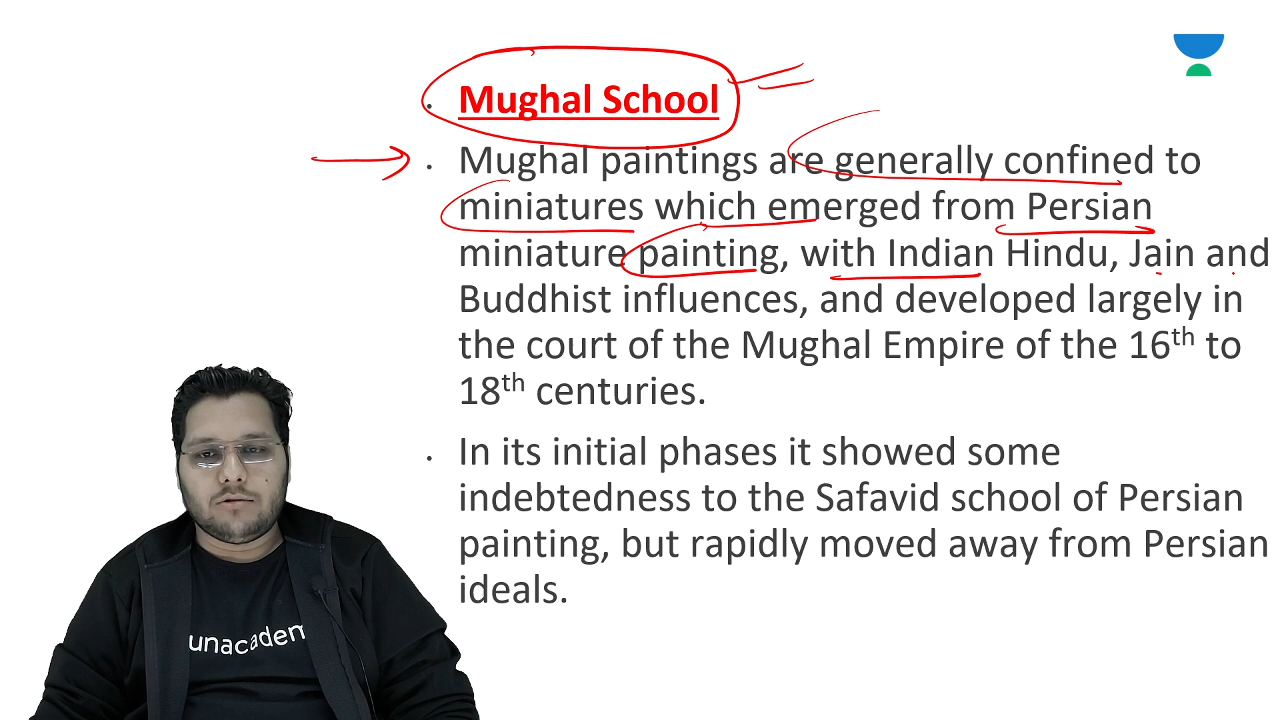 • Mughal School
• Mughal paintings are generally confined to
miniatures which emerged from Persian
miniature painting, with Indian Hindu, Jain and
Buddhist influences, and developed largely in
the court of the Mughal Empire of the 16th to
18th centuries.
• In its initial phases it showed some
indebtedness to the Safavid school of Persian
painting, but rapidly moved away from Persian
ideals.
unacadem